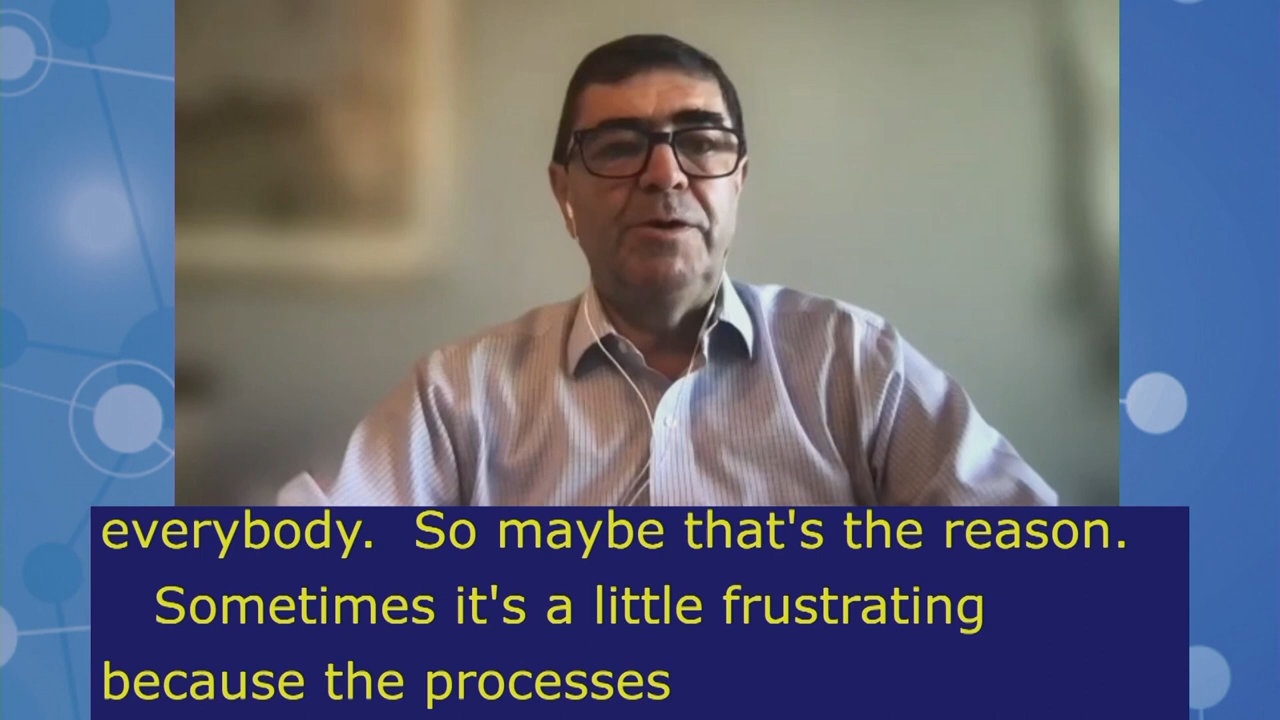 everybody.  So maybe that's the reason.
Sometimes it's a little frustrating
because the processes